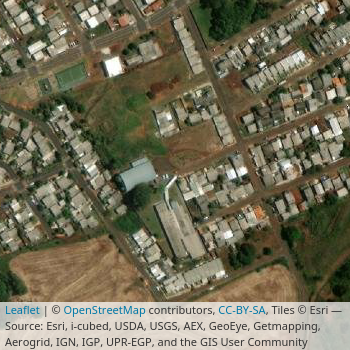 Leaflet | © OpenStreetMap contributors, CC-BY-SA, Tiles © Esri —
Source: Esri, i-cubed, USDA, USGS, AEX, GeoEye, Getmapping,
Aerogrid, IGN, IGP, UPR-EGP, and the GIS User Community